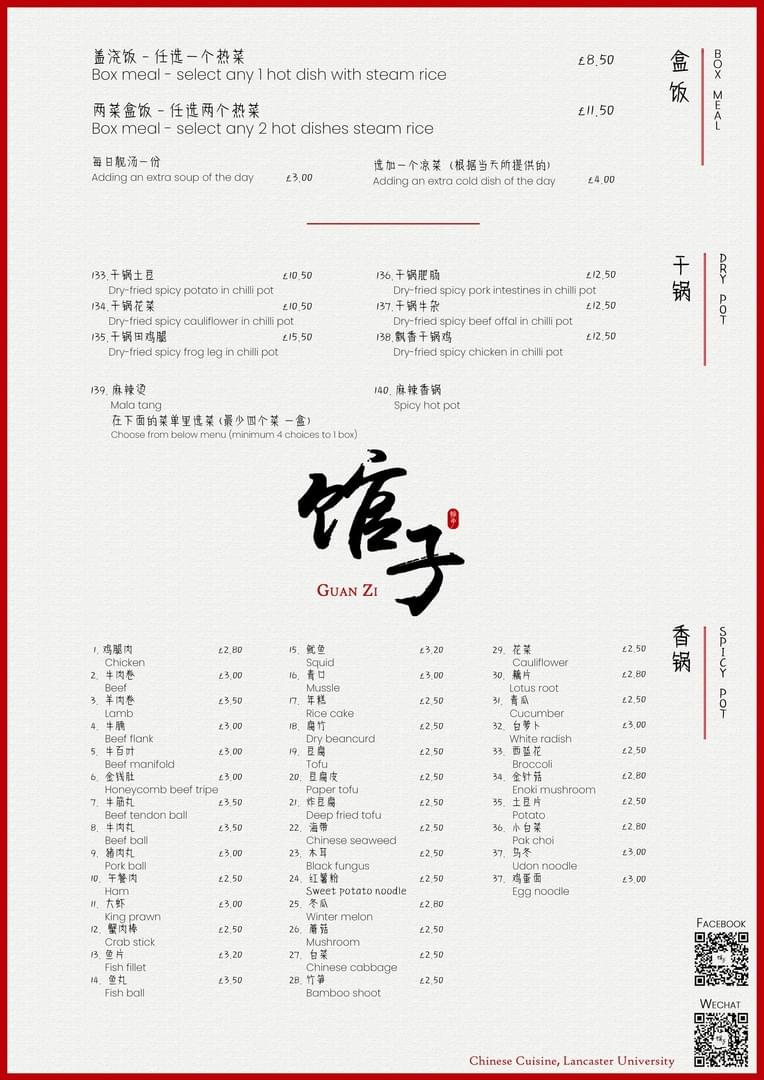 盖浇饭 - 任选一个热菜 £8.50
Box meal - select any 1 hot dish with steam rice
两菜盒饭 - 任选两个热菜 £11.50
Box meal - select any 2 hot dishes steam rice
每日靓汤一份
Adding an extra soup of the day £3.00
选加一个凉菜 (根据当天所提供的)
Adding an extra cold dish of the day £4.00
盒饭
BOX MEAL
133.干锅土豆 £10.50
Dry-fried spicy potato in chilli pot
134.干锅花菜 £10.50
Dry-fried spicy cauliflower in chilli pot
135.干锅田鸡腿 £15.50
Dry-fried spicy frog leg in chilli pot
136.干锅肥肠 £12.50
Dry-fried spicy pork intestines in chilli pot
137.干锅牛杂 £12.50
Dry-fried spicy beef offal in chilli pot
138.飘香干锅鸡 £12.50
Dry-fried spicy chicken in chilli pot
干锅
DRY POT
139. 麻辣烫
Mala tang
在下面的菜单里选菜 (最少四个菜 一盒)
Choose from below menu (minimum 4 choices to 1 box)
140. 麻辣香锅
Spicy hot pot
馆子
GUAN ZI
1. 鸡腿肉 £2.80
Chicken
2. 牛肉卷 £3.00
Beef
3. 羊肉卷 £3.50
Lamb
4. 牛腩 £3.00
Beef flank
5. 牛百叶 £3.00
Beef manifold
6. 金钱肚 £3.00
Honeycomb beef tripe
7. 牛筋丸 £3.50
Beef tendon ball
8. 牛肉丸 £3.50
Beef ball
9. 猪肉丸 £3.00
Pork ball
10. 午餐肉 £2.50
Ham
11. 大虾 £3.00
King prawn
12. 蟹肉棒 £2.50
Crab stick
13. 鱼片 £3.20
Fish fillet
14. 鱼丸 £3.50
Fish ball
15. 鱿鱼 £3.20
Squid
16. 青口 £3.00
Mussle
17. 年糕 £2.50
Rice cake
18. 腐竹 £2.50
Dry beancurd
19. 豆腐 £2.50
Tofu
20. 豆腐皮 £2.50
Paper tofu
21. 炸豆腐 £2.50
Deep fried tofu
22. 海带 £2.50
Chinese seaweed
23. 木耳 £2.50
Black fungus
24. 红薯粉 £2.50
Sweet potato noodle
25. 冬瓜 £2.80
Winter melon
26. 蘑菇 £2.50
Mushroom
27. 白菜 £2.50
Chinese cabbage
28. 竹笋 £2.50
Bamboo shoot
29. 花菜 £2.50
Cauliflower
30. 藕片 £2.80
Lotus root
31. 青瓜 £2.50
Cucumber
32. 白萝卜 £3.00
White radish
33. 西蓝花 £2.50
Broccoli
34. 金针菇 £2.80
Enoki mushroom
35. 土豆片 £2.50
Potato
36. 小白菜 £2.80
Pak choi
37. 乌冬 £3.00
Udon noodle
37. 鸡蛋面 £3.00
Egg noodle
香锅
SPICY POT
FACEBOOK
WECHAT
Chinese Cuisine, Lancaster University